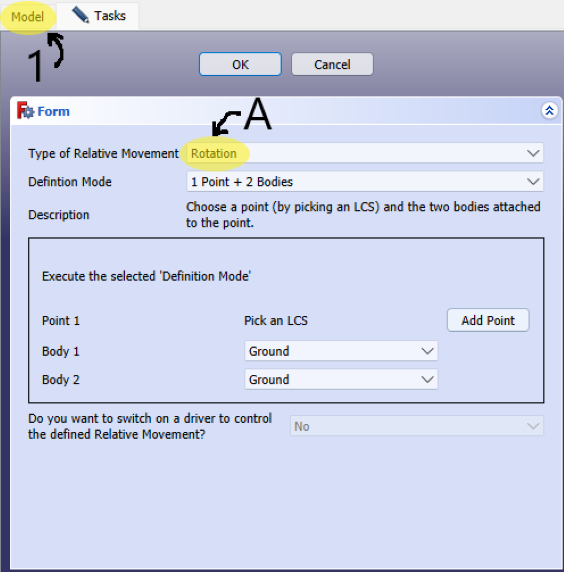 Model Tasks
1
OK Cancel
Form
A
Type of Relative Movement Rotation
Defintion Mode 1 Point + 2 Bodies
Description Choose a point (by picking an LCS) and the two bodies attached
to the point.
Execute the selected 'Definition Mode'
Point 1 Pick an LCS Add Point
Body 1 Ground
Body 2 Ground
Do you want to switch on a driver to control
the defined Relative Movement? No